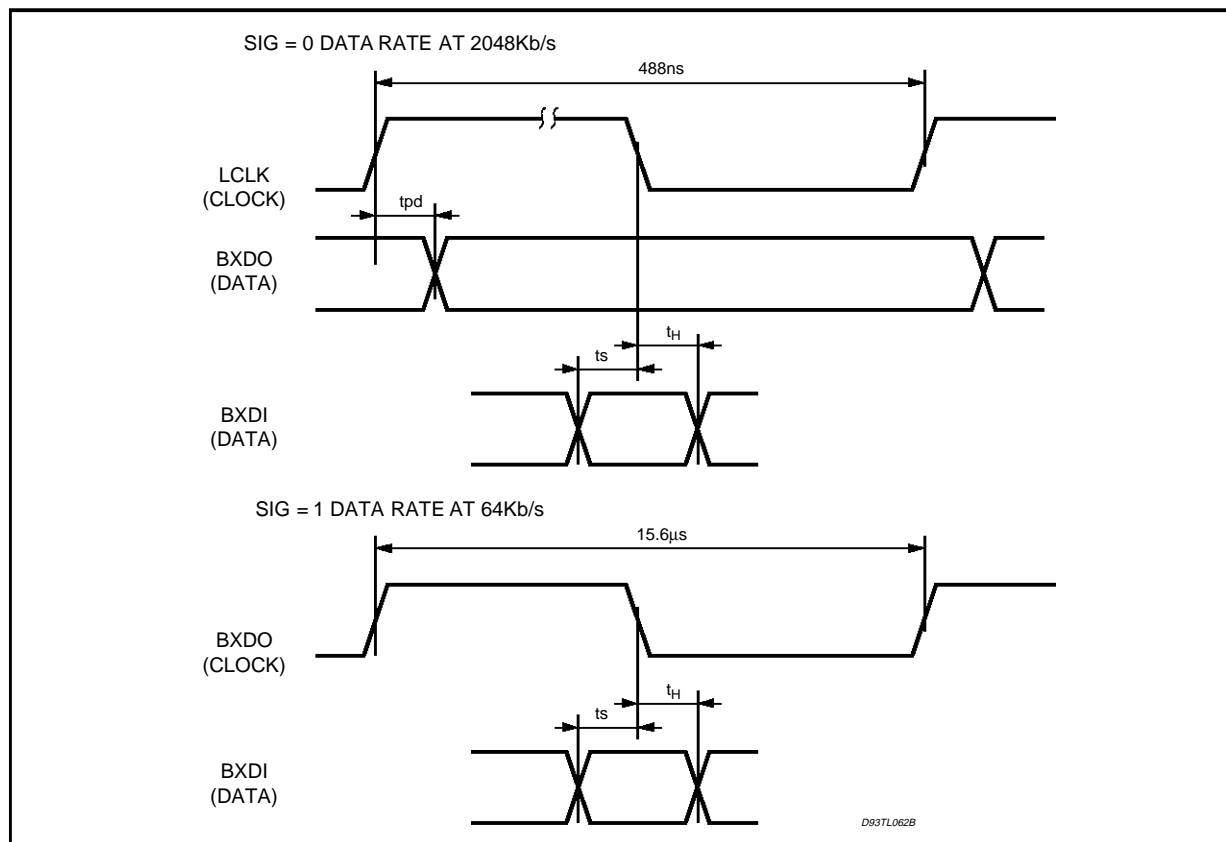 SIG = 0 DATA RATE AT 2048Kb/s
488ns
LCLK
(CLOCK)
tpd
BXDO
(DATA)
tH
ts
BXDI
(DATA)
SIG = 1 DATA RATE AT 64Kb/s
15.6µs
BXDO
(CLOCK)
tH
ts
BXDI
(DATA)
D93TL062B